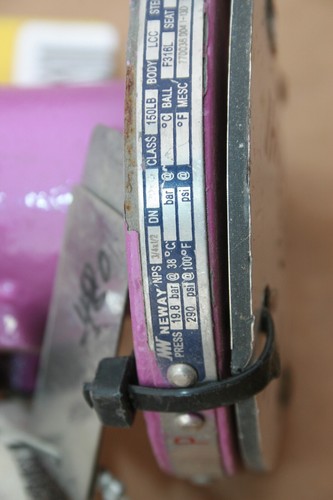 NEWAY NPS DN CLASS 150LB BODY LCC STE
PRESS 19.8 bar @ 38 °C bar @ °C BALL F316L SEAT
290 psi @ 100 °F psi @ °F MESC